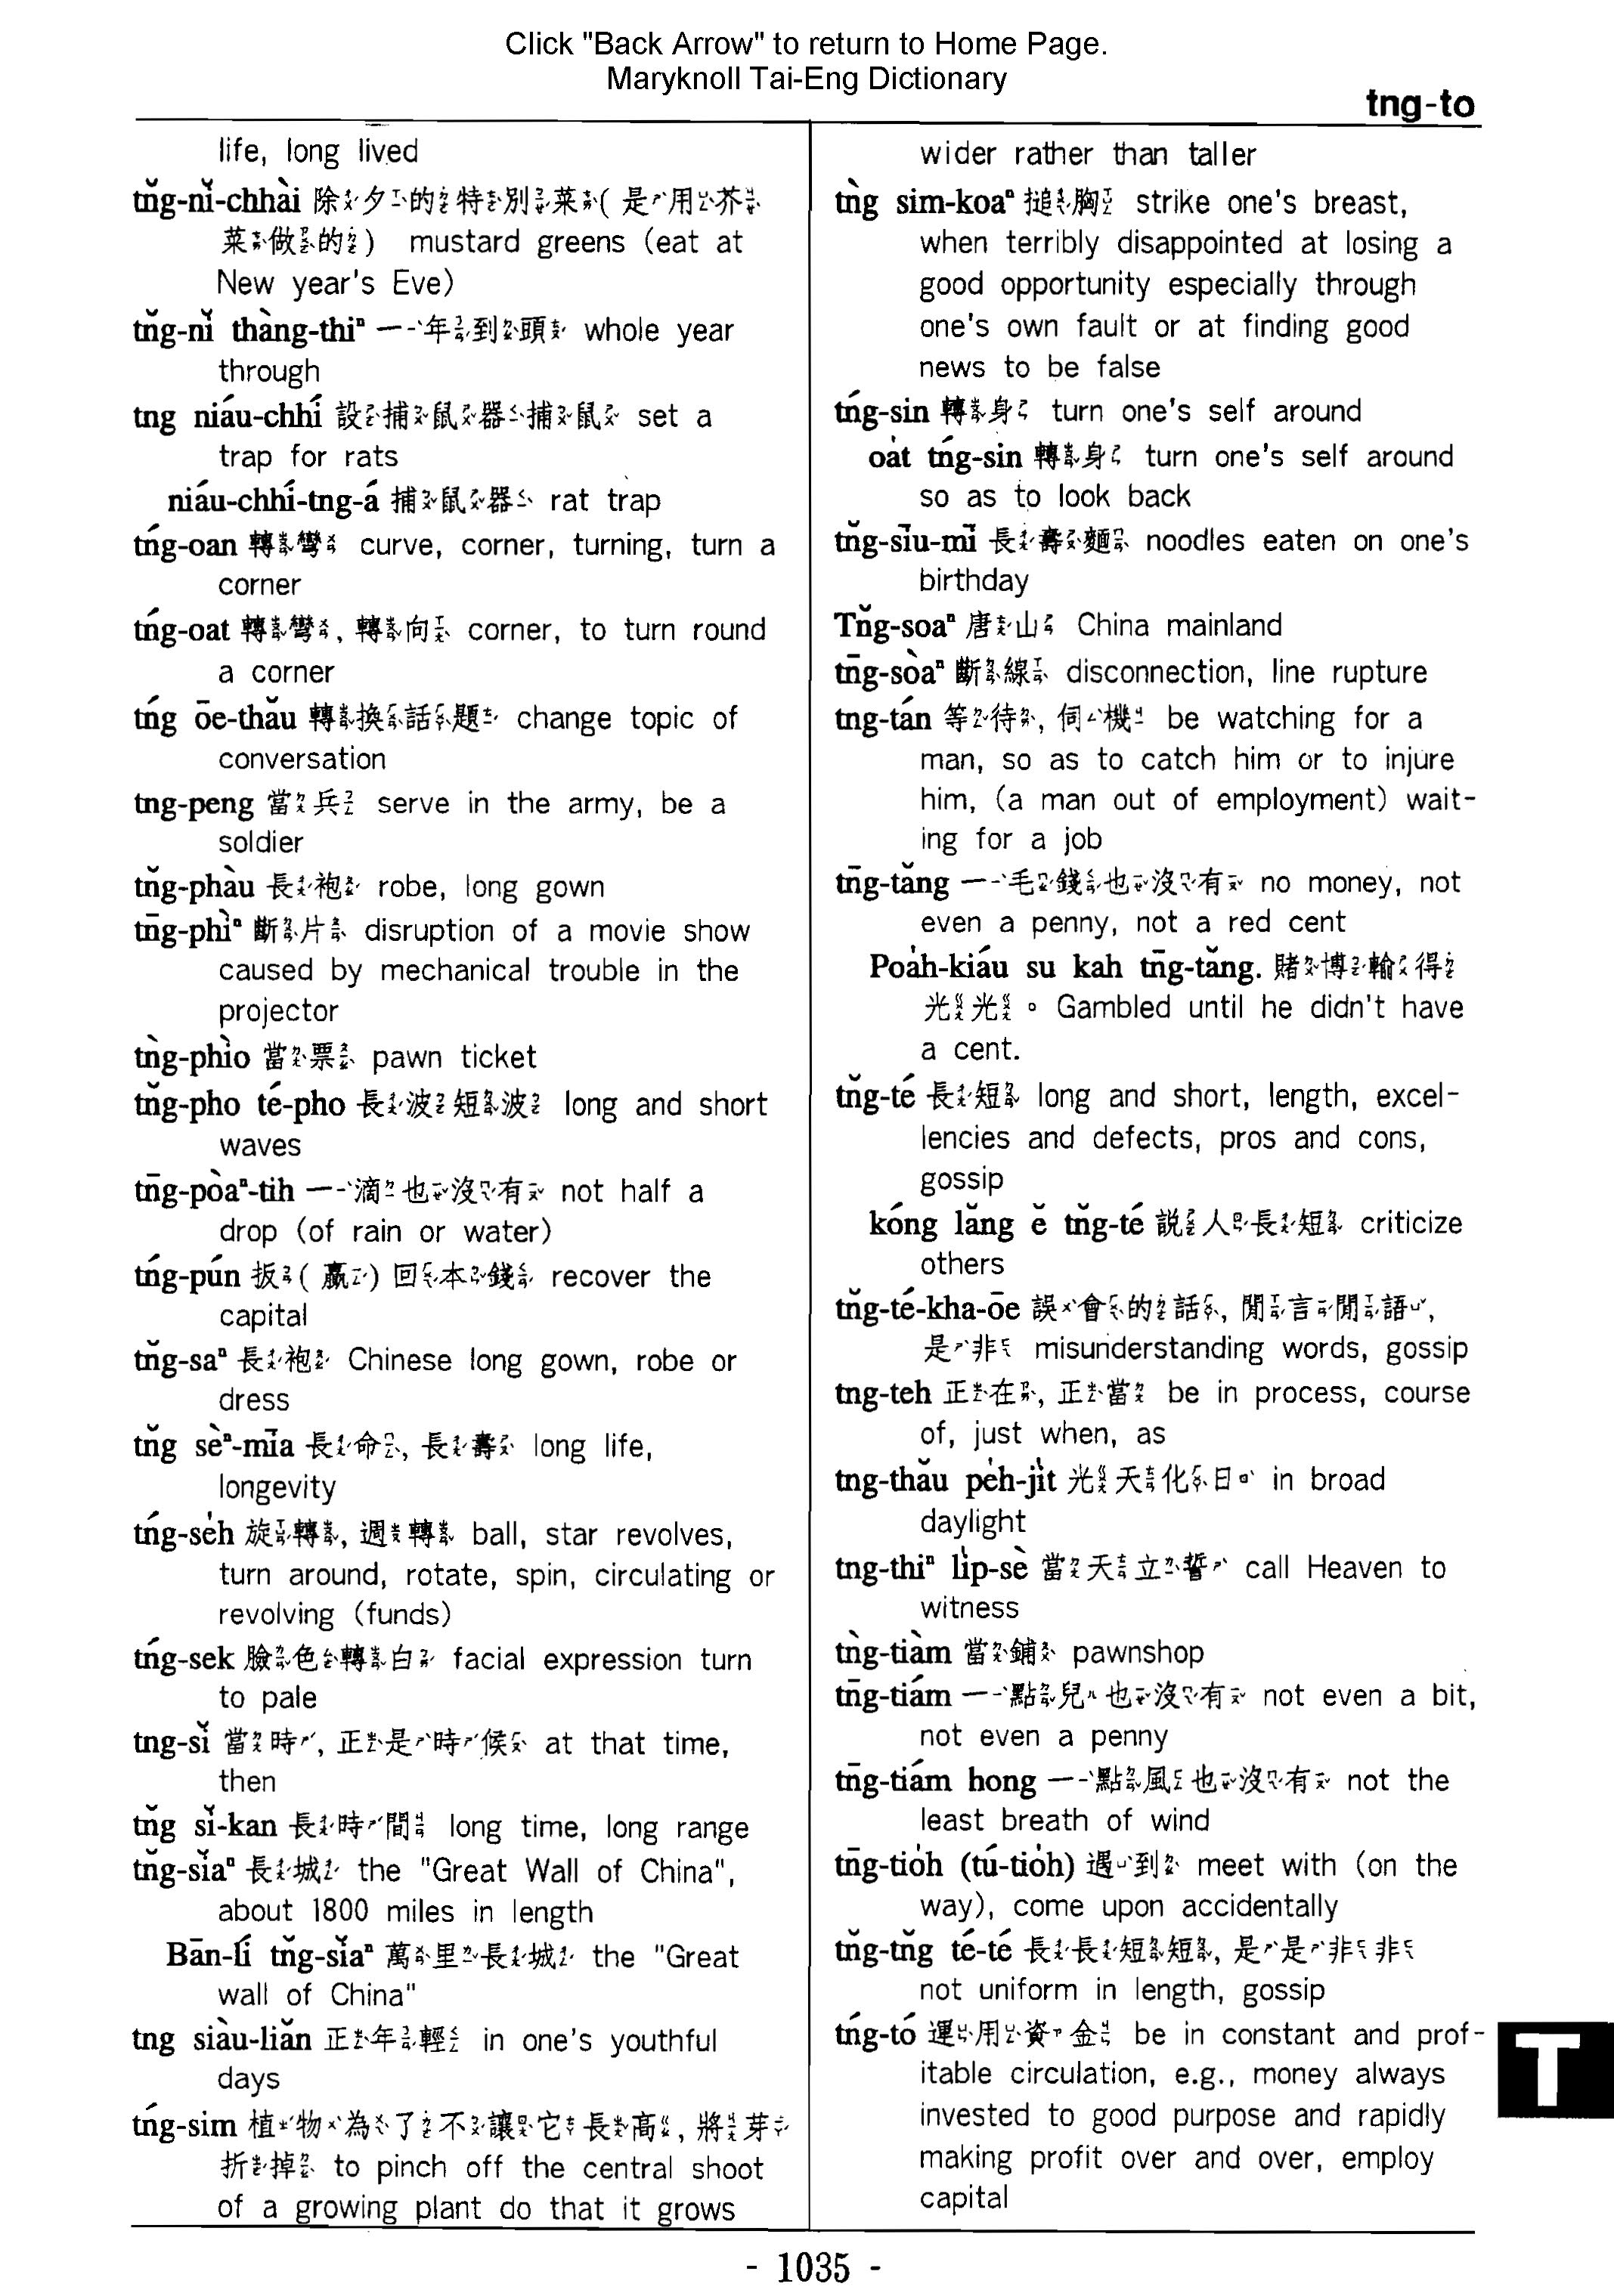 Click "Back Arrow" to return to Home Page.
Maryknoll Tai-Eng Dictionary
tng-to
life, long lived
tn̆g-nĭ-chhài 除夕的特別菜(是用芥
菜做的) mustard greens (eat at
New year's Eve)
tn̆g-nĭ thàng-thiⁿ 一年到頭 whole year
through
tng niáu-chhí 設捕鼠器捕鼠 set a
trap for rats
niáu-chhí-tng-á 捕鼠器 rat trap
tńg-oan 轉彎 curve, corner, turning, turn a
corner
tńg-oat 轉彎, 轉向 corner, to turn round
a corner
tńg ōe-thău 轉換話題 change topic of
conversation
tng-peng 當兵 serve in the army, be a
soldier
tn̆g-phàu 長袍 robe, long gown
tn̄g-phìⁿ 斷片 disruption of a movie show
caused by mechanical trouble in the
projector
tǹg-phìo 當票 pawn ticket
tn̆g-pho té-pho 長波短波 long and short
waves
tn̄g-pòaⁿ-tih 一滴也沒有 not half a
drop (of rain or water)
tńg-pún 扳(贏)回本錢 recover the
capital
tn̆g-saⁿ 長袍 Chinese long gown, robe or
dress
tn̆g sèⁿ-mīa 長命, 長壽 long life,
longevity
tńg-se̍h 旋轉, 週轉 ball, star revolves,
turn around, rotate, spin, circulating or
revolving (funds)
tńg-sek 臉色轉白 facial expression turn
to pale
tng-sĭ 當時, 正是時候 at that time,
then
tn̆g sĭ-kan 長時間 long time, long range
tn̆g-sĭaⁿ 長城 the "Great Wall of China",
about 1800 miles in length
Bān-lí tn̆g-sĭaⁿ 萬里長城 the "Great
wall of China"
tng siàu-liăn 正年輕 in one's youthful
days
tńg-sim 植物為了不讓它長高, 將芽
折掉 to pinch off the central shoot
of a growing plant do that it grows
wider rather than taller
tǹg sim-koaⁿ 搥胸 strike one's breast,
when terribly disappointed at losing a
good opportunity especially through
one's own fault or at finding good
news to be false
tńg-sin 轉身 turn one's self around
oa̍t tńg-sin 轉身 turn one's self around
so as to look back
tn̆g-sīu-mī 長壽麵 noodles eaten on one's
birthday
Tn̆g-soaⁿ 唐山 China mainland
tn̄g-sòaⁿ 斷線 disconnection, line rupture
tng-tán 等待, 伺機 be watching for a
man, so as to catch him or to injure
him, (a man out of employment) wait-
ing for a job
tn̄g-tăng 一毛錢也沒有 no money, not
even a penny, not a red cent
Poa̍h-kiáu su kah tn̄g-tăng. 賭博輸得
光光。 Gambled until he didn't have
a cent.
tn̆g-té 長短 long and short, length, excel-
lencies and defects, pros and cons,
gossip
kóng lăng ĕ tn̆g-té 説人長短 criticize
others
tn̆g-té-kha-ōe 誤會的話, 閒言閒語,
是非 misunderstanding words, gossip
tng-teh 正在, 正當 be in process, course
of, just when, as
tng-thău pe̍h-ji̍t 光天化日 in broad
daylight
tng-thiⁿ li̍p-sè 當天立誓 call Heaven to
witness
tǹg-tiàm 當鋪 pawnshop
tn̄g-tiám 一點兒也沒有 not even a bit,
not even a penny
tn̄g-tiám hong 一點風也沒有 not the
least breath of wind
tn̄g-tio̍h (tú-tio̍h) 遇到 meet with (on the
way), come upon accidentally
tn̆g-tn̆g té-té 長長短短, 是是非非
not uniform in length, gossip
tńg-tó 運用資金 be in constant and prof-
itable circulation, e.g., money always
invested to good purpose and rapidly
making profit over and over, employ
capital
T
- 1035 -